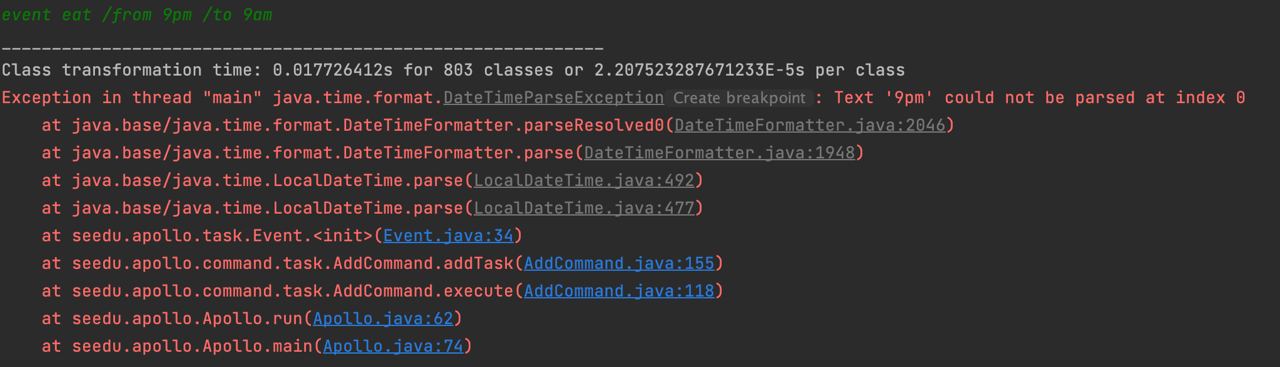 event eat /from 9pm /to 9am
____________________________________________________________
Class transformation time: 0.017726412s for 803 classes or 2.207523287671233E-5s per class
Exception in thread "main" java.time.format.DateTimeParseException Create breakpoint : Text '9pm' could not be parsed at index 0
    at java.base/java.time.format.DateTimeFormatter.parseResolved0(DateTimeFormatter.java:2046)
    at java.base/java.time.format.DateTimeFormatter.parse(DateTimeFormatter.java:1948)
    at java.base/java.time.LocalDateTime.parse(LocalDateTime.java:492)
    at java.base/java.time.LocalDateTime.parse(LocalDateTime.java:477)
    at seedu.apollo.task.Event.<init>(Event.java:34)
    at seedu.apollo.command.task.AddCommand.addTask(AddCommand.java:155)
    at seedu.apollo.command.task.AddCommand.execute(AddCommand.java:118)
    at seedu.apollo.Apollo.run(Apollo.java:62)
    at seedu.apollo.Apollo.main(Apollo.java:74)